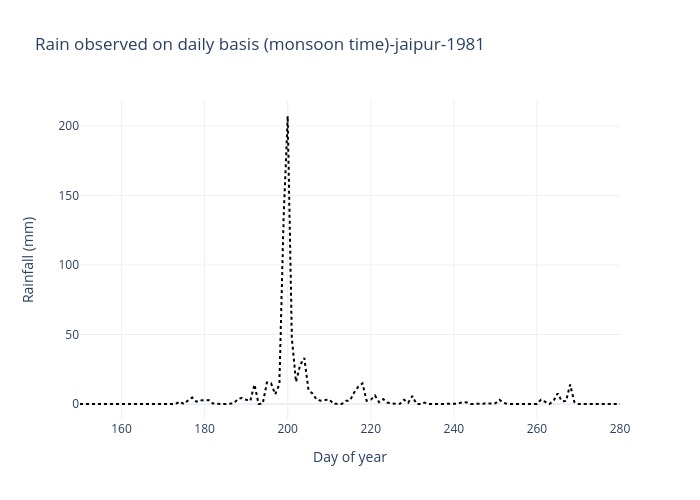 Rain observed on daily basis (monsoon time)-jaipur-1981
Rainfall (mm)
200
150
100
50
0
160 180 200 220 240 260 280
Day of year